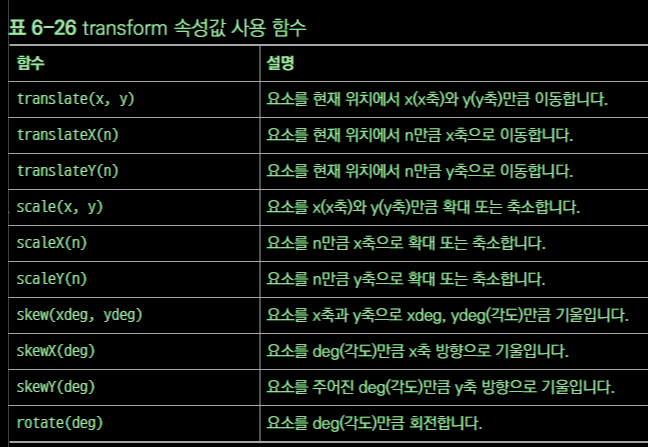 표 6-26 transform 속성값 사용 함수
함수 설명
translate(x, y) 요소를 현재 위치에서 x(x축)와 y(y축)만큼 이동합니다.
translateX(n) 요소를 현재 위치에서 n만큼 x축으로 이동합니다.
translateY(n) 요소를 현재 위치에서 n만큼 y축으로 이동합니다.
scale(x, y) 요소를 x(x축)와 y(y축)만큼 확대 또는 축소합니다.
scaleX(n) 요소를 n만큼 x축으로 확대 또는 축소합니다.
scaleY(n) 요소를 n만큼 y축으로 확대 또는 축소합니다.
skew(xdeg, ydeg) 요소를 x축과 y축으로 xdeg, ydeg(각도)만큼 기울입니다.
skewX(deg) 요소를 deg(각도)만큼 x축 방향으로 기울입니다.
skewY(deg) 요소를 주어진 deg(각도)만큼 y축 방향으로 기울입니다.
rotate(deg) 요소를 deg(각도)만큼 회전합니다.